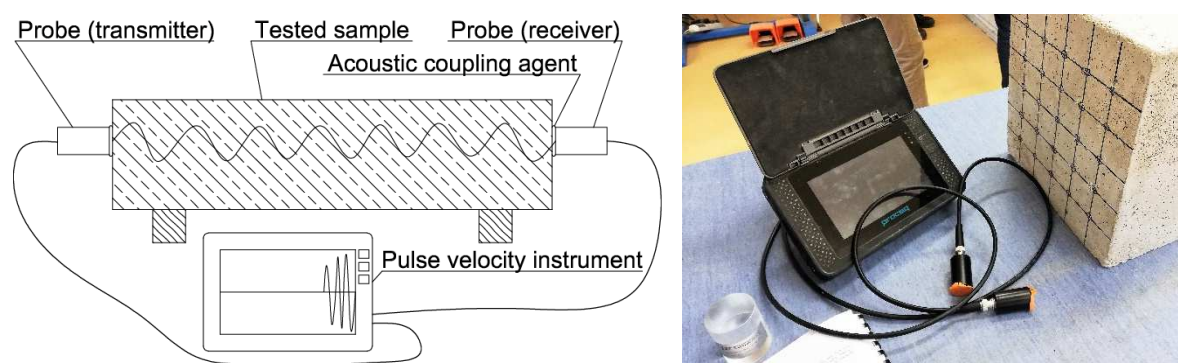 Probe (transmitter)
Tested sample
Probe (receiver)
Acoustic coupling agent
Pulse velocity instrument
proceq